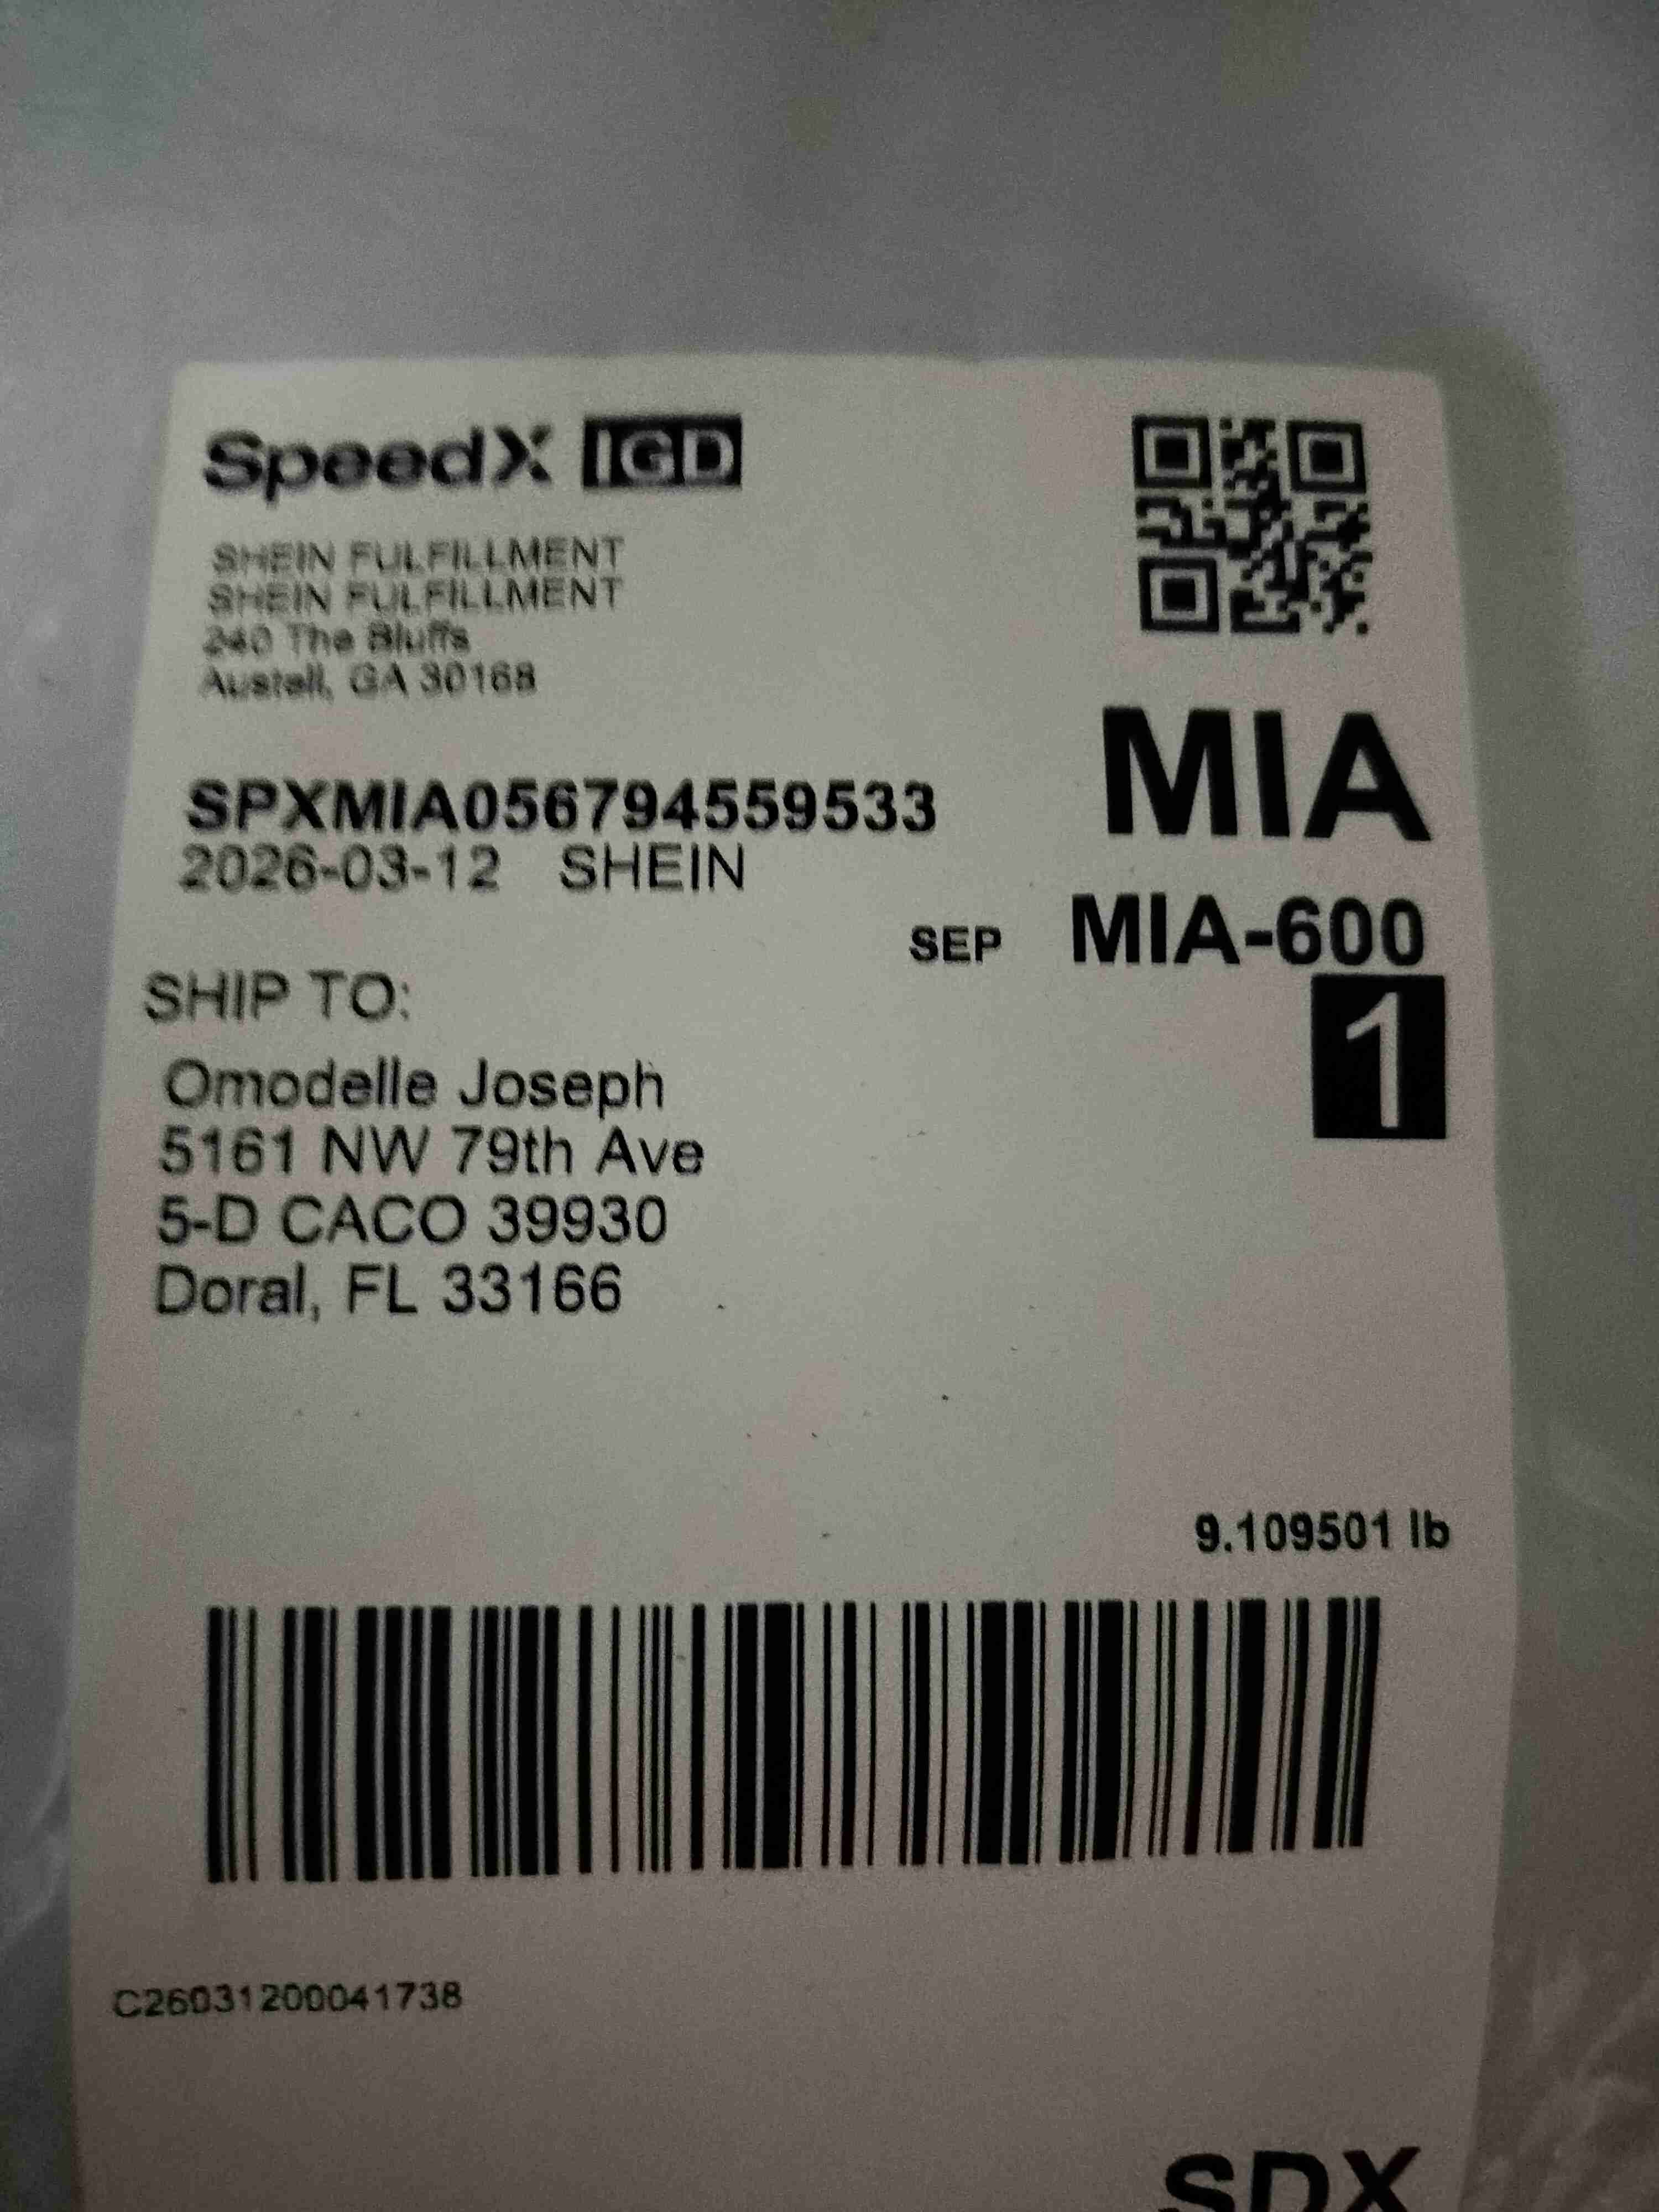 SpeedX IGD
SHEIN FULFILLMENT
SHEIN FULFILLMENT
240 The Bluffs
Austell, GA 30168
MIA
SPXMIA056794559533
2026-03-12 SHEIN
SEP MIA-600
1
SHIP TO:
Omodelle Joseph
5161 NW 79th Ave
5-D CACO 39930
Doral, FL 33166
9.109501 lb
C26031200041738
SDX